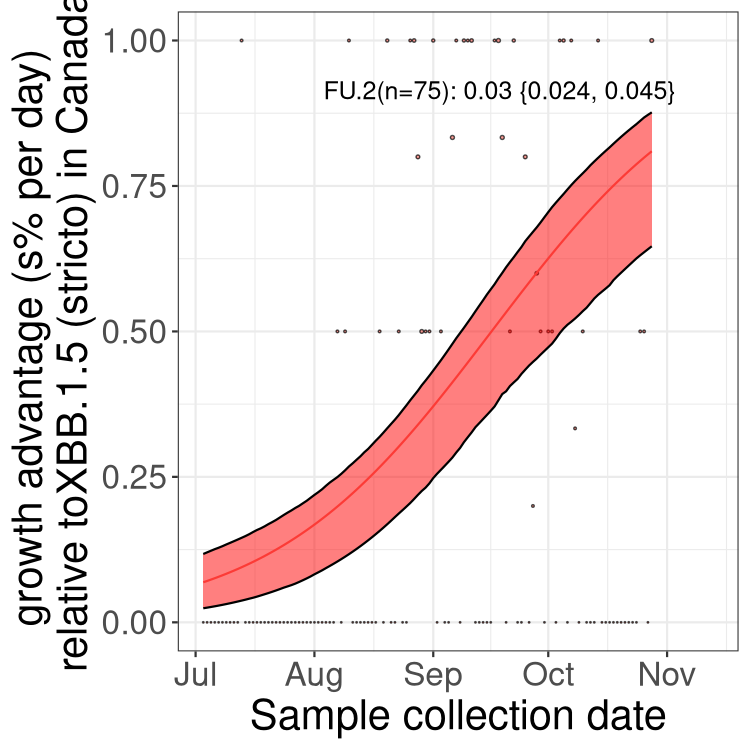 growth advantage (s% per day)
relative toXBB.1.5 (stricto) in Canada
1.00
0.75
0.50
0.25
0.00
FU.2(n=75): 0.03 {0.024, 0.045}
Jul Aug Sep Oct Nov
Sample collection date